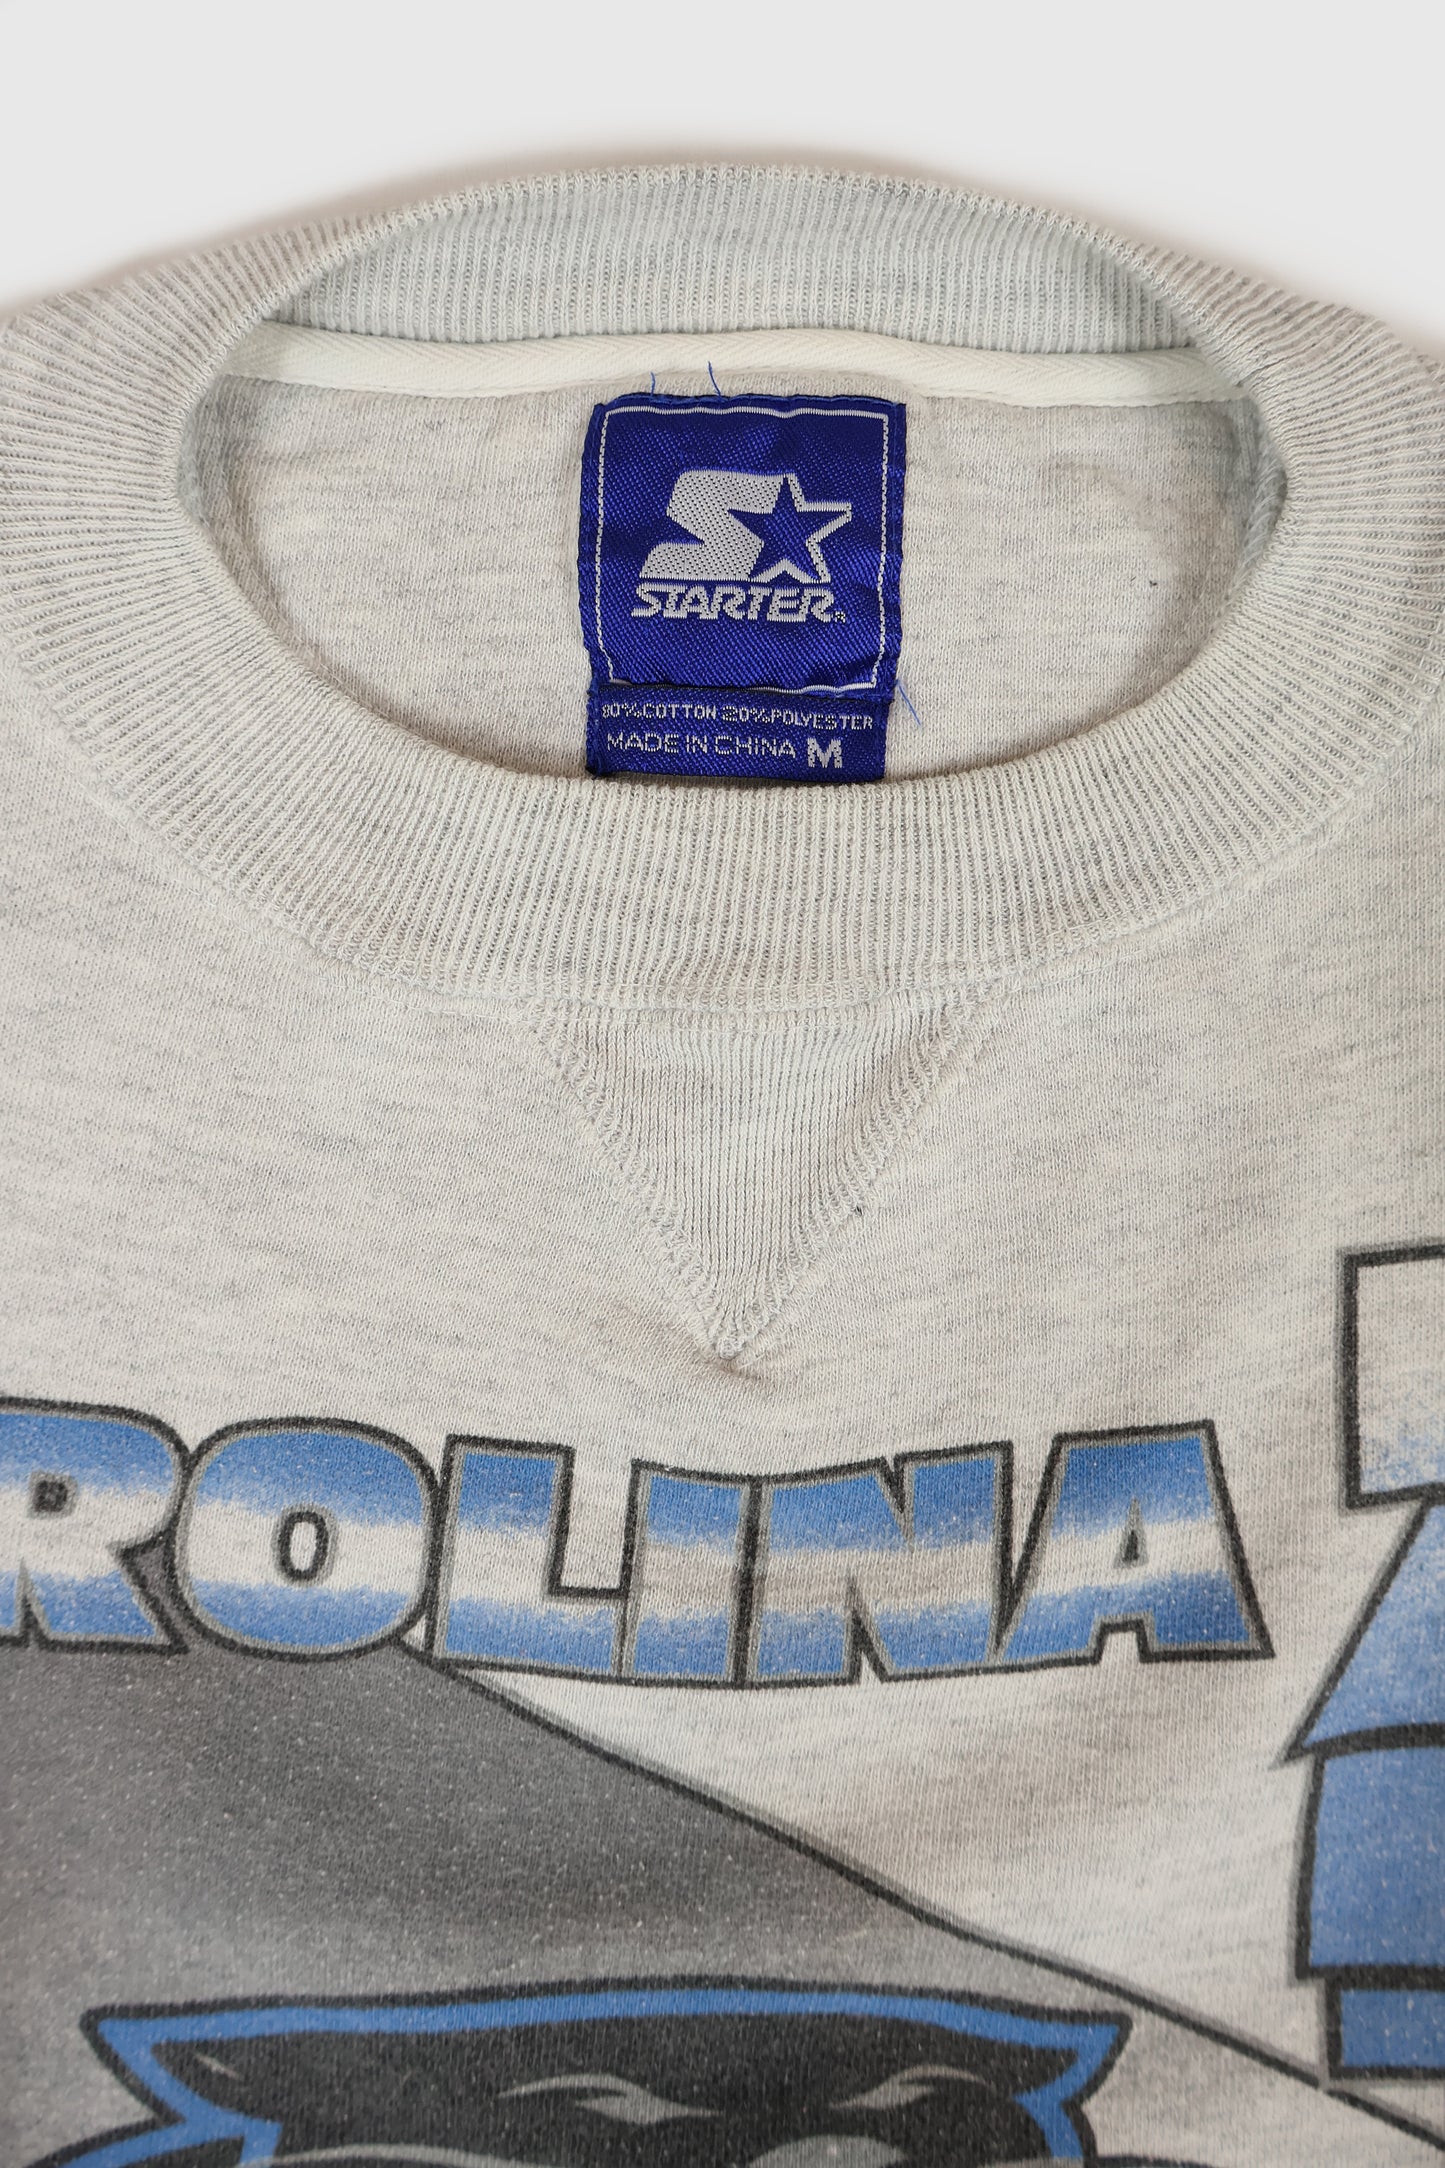 STARTER®
80% COTTON 20% POLYESTER
MADE IN CHINA M
ROLINA